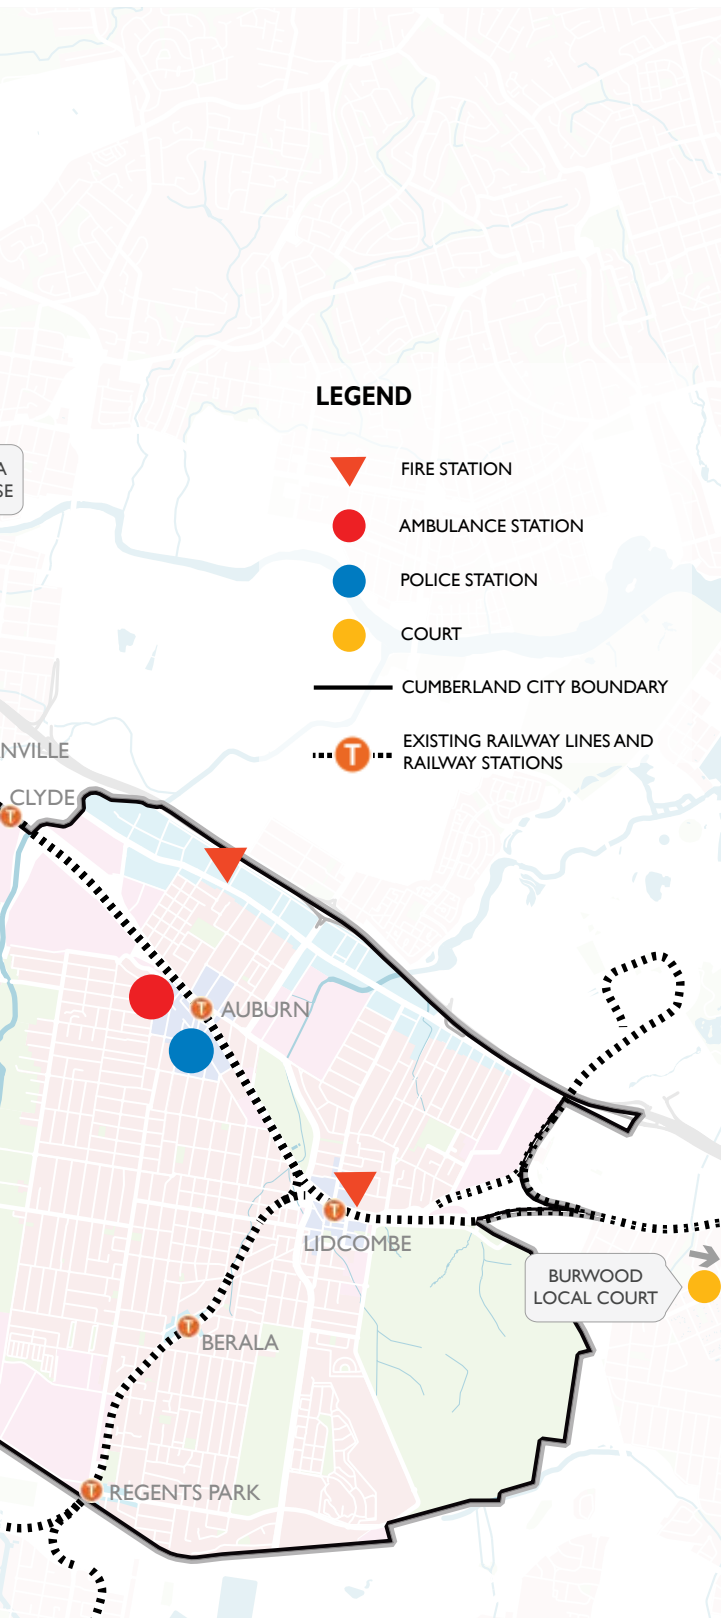 LEGEND
A
SE
FIRE STATION
AMBULANCE STATION
POLICE STATION
COURT
CUMBERLAND CITY BOUNDARY
T
EXISTING RAILWAY LINES AND
RAILWAY STATIONS
NVILLE
CLYDE
T
T
AUBURN
T
LIDCOMBE
BURWOOD
LOCAL COURT
T
BERALA
T
REGENTS PARK